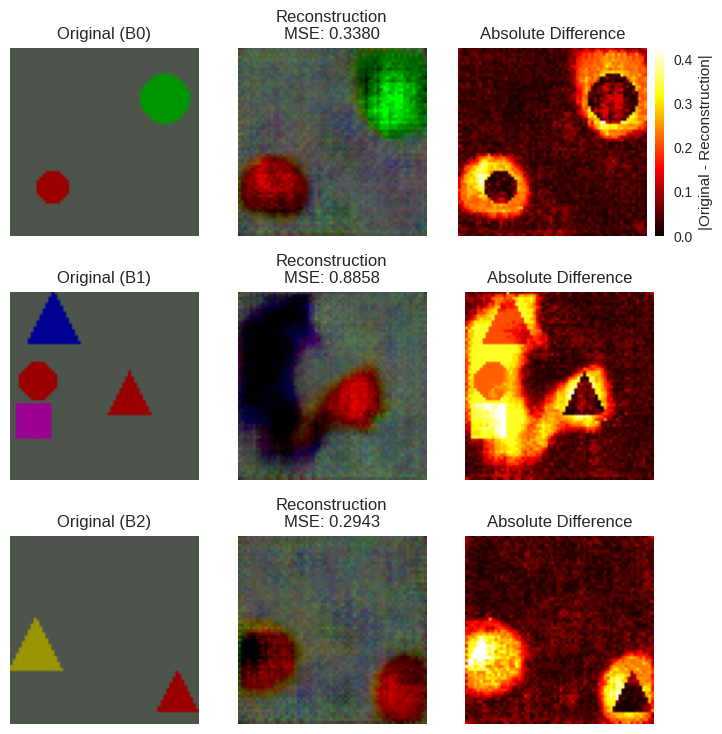 Original (B0)
Reconstruction
MSE: 0.3380
Absolute Difference
0.4
0.3
0.2
0.1
0.0
|Original - Reconstruction|
Original (B1)
Reconstruction
MSE: 0.8858
Absolute Difference
Original (B2)
Reconstruction
MSE: 0.2943
Absolute Difference